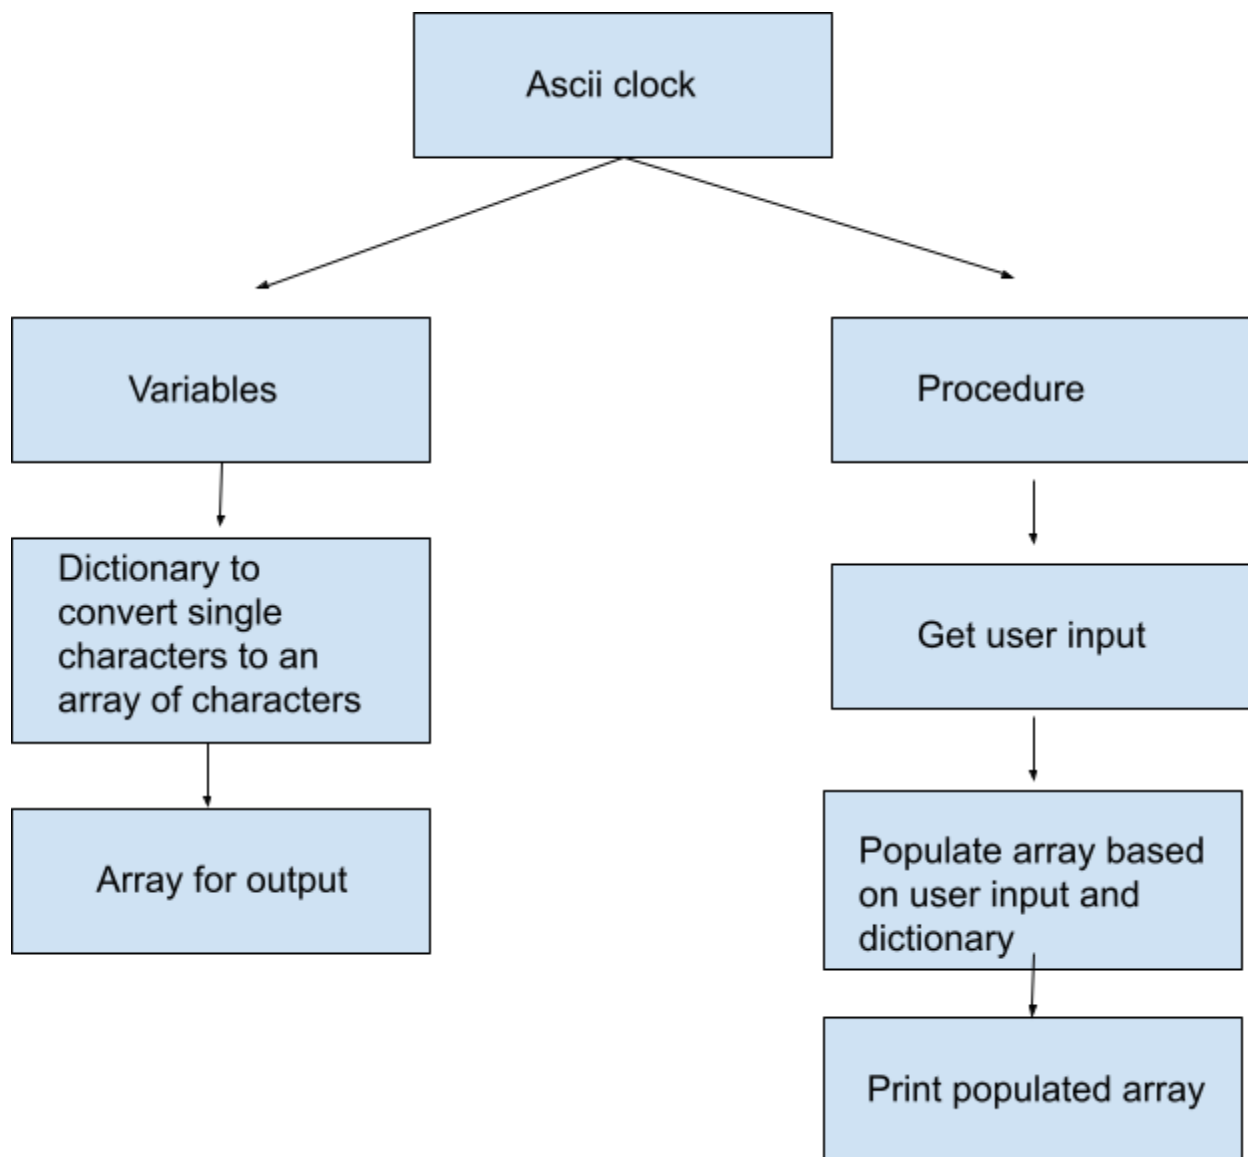 Ascii clock
Variables
Procedure
Dictionary to
convert single
characters to an
array of characters
Get user input
Array for output
Populate array based
on user input and
dictionary
Print populated array